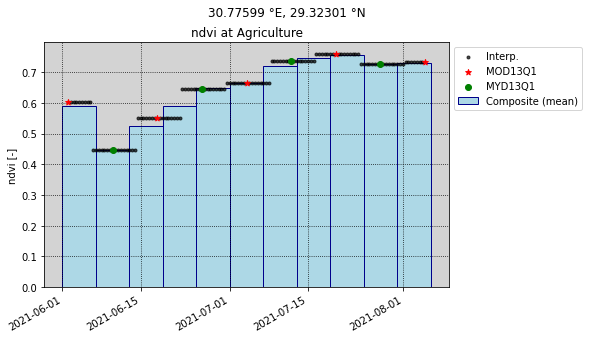 30.77599 °E, 29.32301 °N
ndvi at Agriculture
ndvi [-]
0.7
0.6
0.5
0.4
0.3
0.2
0.1
0.0
2021-06-01
2021-06-15
2021-07-01
2021-07-15
2021-08-01
Interp.
MOD13Q1
MYD13Q1
Composite (mean)